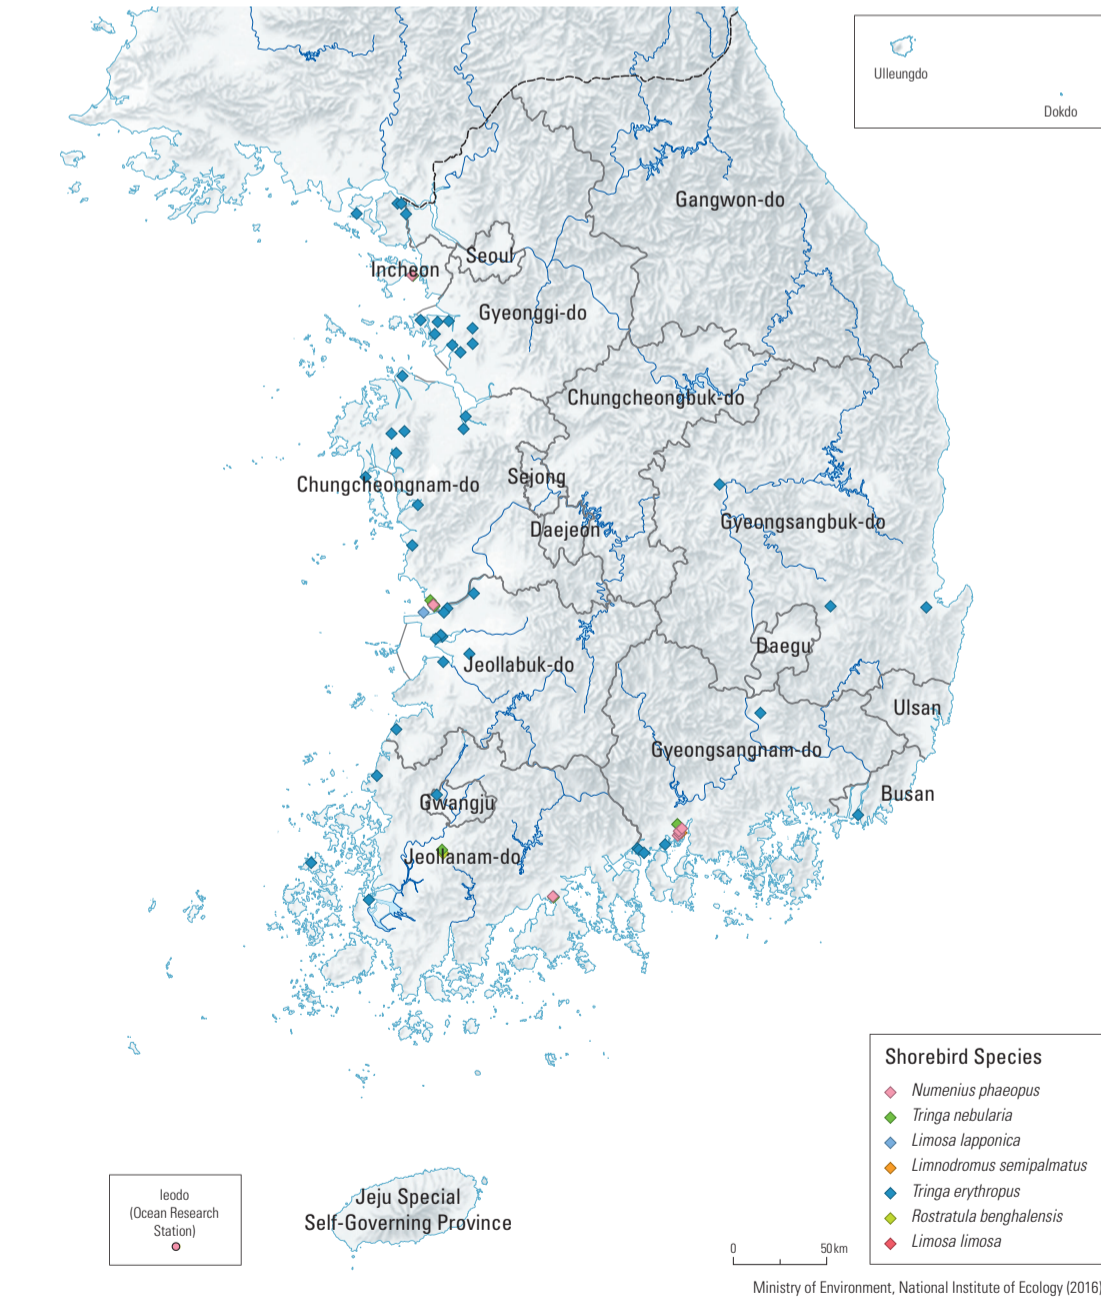 Ulleungdo
Dokdo
Gangwon-do
Seoul
Incheon
Gyeonggi-do
Chungcheongbuk-do
Sejong
Chungcheongnam-do
Gyeongsangbuk-do
Daejeon
Daegu
Jeollabuk-do
Ulsan
Gyeongsangnam-do
Busan
Gwangju
Jeollanam-do
Shorebird Species
Numenius phaeopus
Tringa nebularia
Limosa lapponica
Limnodromus semipalmatus
Tringa erythropus
Rostratula benghalensis
Limosa limosa
Ieodo
(Ocean Research
Station)
Jeju Special
Self-Governing Province
0 50 km
Ministry of Environment, National Institute of Ecology (2016)